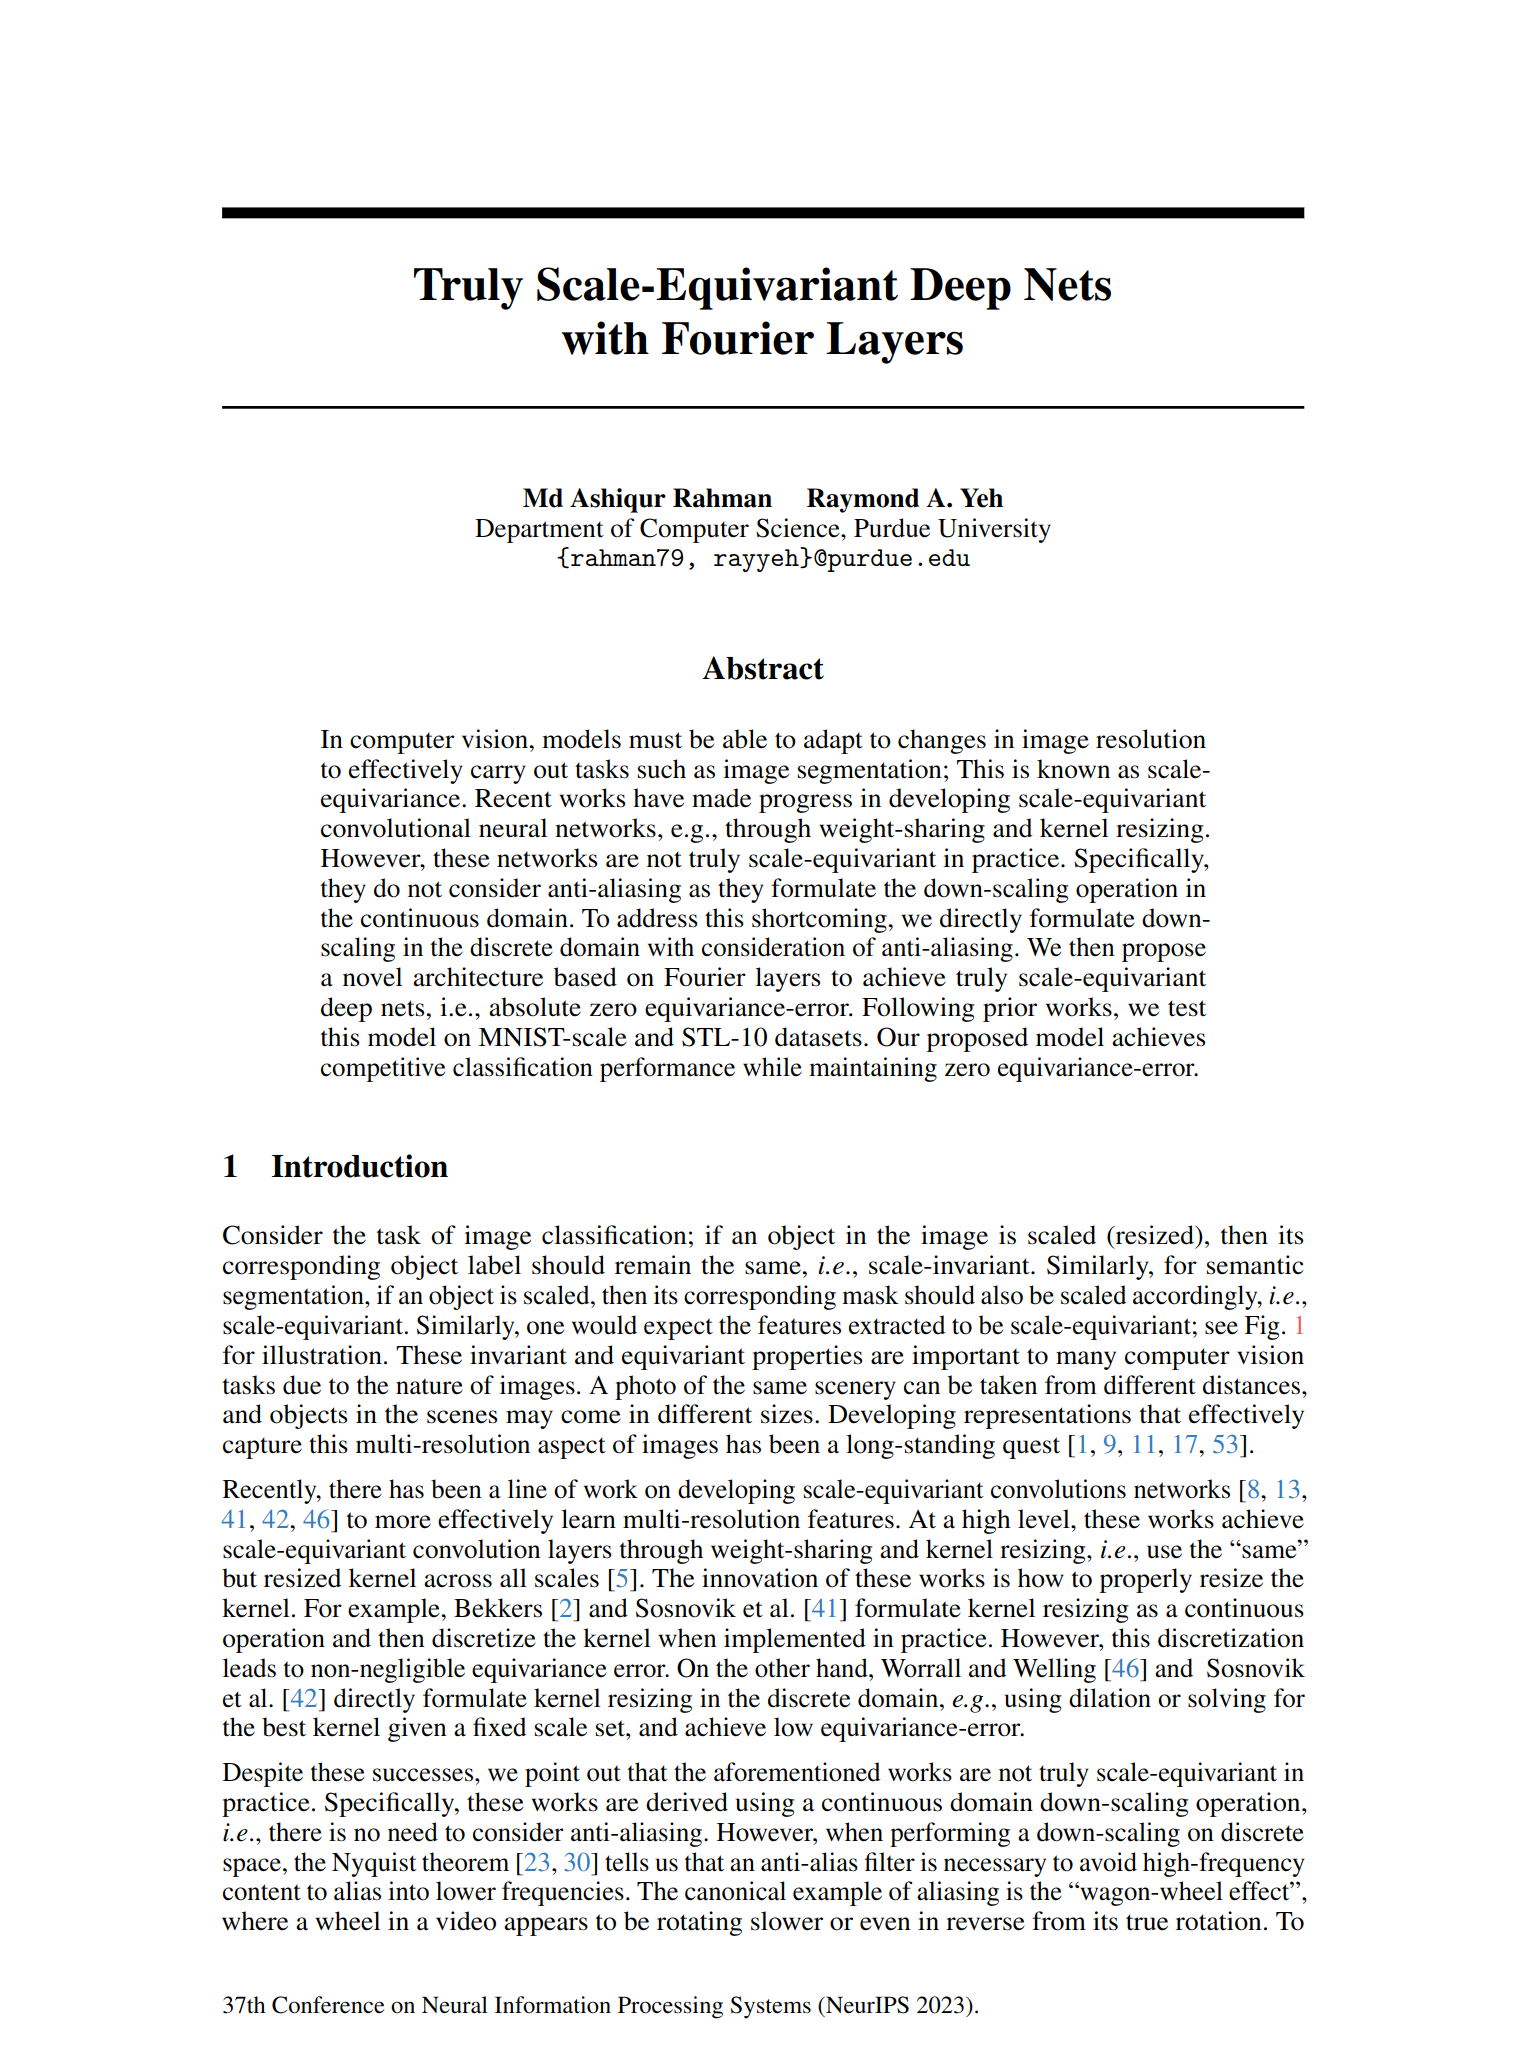 Truly Scale-Equivariant Deep Nets
with Fourier Layers
Md Ashiqur Rahman Raymond A. Yeh
Department of Computer Science, Purdue University
{rahman79, rayyeh}@purdue.edu
Abstract
In computer vision, models must be able to adapt to changes in image resolution
to effectively carry out tasks such as image segmentation; This is known as scale-
equivariance. Recent works have made progress in developing scale-equivariant
convolutional neural networks, e.g., through weight-sharing and kernel resizing.
However, these networks are not truly scale-equivariant in practice. Specifically,
they do not consider anti-aliasing as they formulate the down-scaling operation in
the continuous domain. To address this shortcoming, we directly formulate down-
scaling in the discrete domain with consideration of anti-aliasing. We then propose
a novel architecture based on Fourier layers to achieve truly scale-equivariant
deep nets, i.e., absolute zero equivariance-error. Following prior works, we test
this model on MNIST-scale and STL-10 datasets. Our proposed model achieves
competitive classification performance while maintaining zero equivariance-error.
1 Introduction
Consider the task of image classification; if an object in the image is scaled (resized), then its
corresponding object label should remain the same, i.e., scale-invariant. Similarly, for semantic
segmentation, if an object is scaled, then its corresponding mask should also be scaled accordingly, i.e.,
scale-equivariant. Similarly, one would expect the features extracted to be scale-equivariant; see Fig. 1
for illustration. These invariant and equivariant properties are important to many computer vision
tasks due to the nature of images. A photo of the same scenery can be taken from different distances,
and objects in the scenes may come in different sizes. Developing representations that effectively
capture this multi-resolution aspect of images has been a long-standing quest [1, 9, 11, 17, 53].
Recently, there has been a line of work on developing scale-equivariant convolutions networks [8, 13,
41, 42, 46] to more effectively learn multi-resolution features. At a high level, these works achieve
scale-equivariant convolution layers through weight-sharing and kernel resizing, i.e., use the “same”
but resized kernel across all scales [5]. The innovation of these works is how to properly resize the
kernel. For example, Bekkers [2] and Sosnovik et al. [41] formulate kernel resizing as a continuous
operation and then discretize the kernel when implemented in practice. However, this discretization
leads to non-negligible equivariance error. On the other hand, Worrall and Welling [46] and Sosnovik
et al. [42] directly formulate kernel resizing in the discrete domain, e.g., using dilation or solving for
the best kernel given a fixed scale set, and achieve low equivariance-error.
Despite these successes, we point out that the aforementioned works are not truly scale-equivariant in
practice. Specifically, these works are derived using a continuous domain down-scaling operation,
i.e., there is no need to consider anti-aliasing. However, when performing a down-scaling on discrete
space, the Nyquist theorem [23, 30] tells us that an anti-alias filter is necessary to avoid high-frequency
content to alias into lower frequencies. The canonical example of aliasing is the “wagon-wheel effect”,
where a wheel in a video appears to be rotating slower or even in reverse from its true rotation. To
37th Conference on Neural Information Processing Systems (NeurIPS 2023).